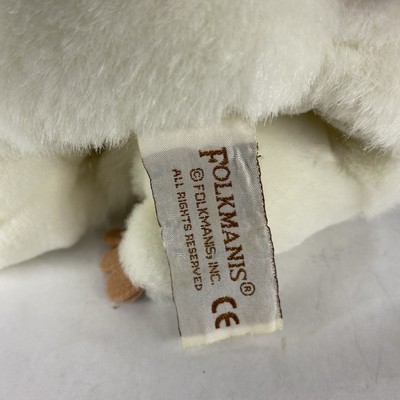 FOLKMANIS®
© FOLKMANIS, INC.
ALL RIGHTS RESERVED
CE